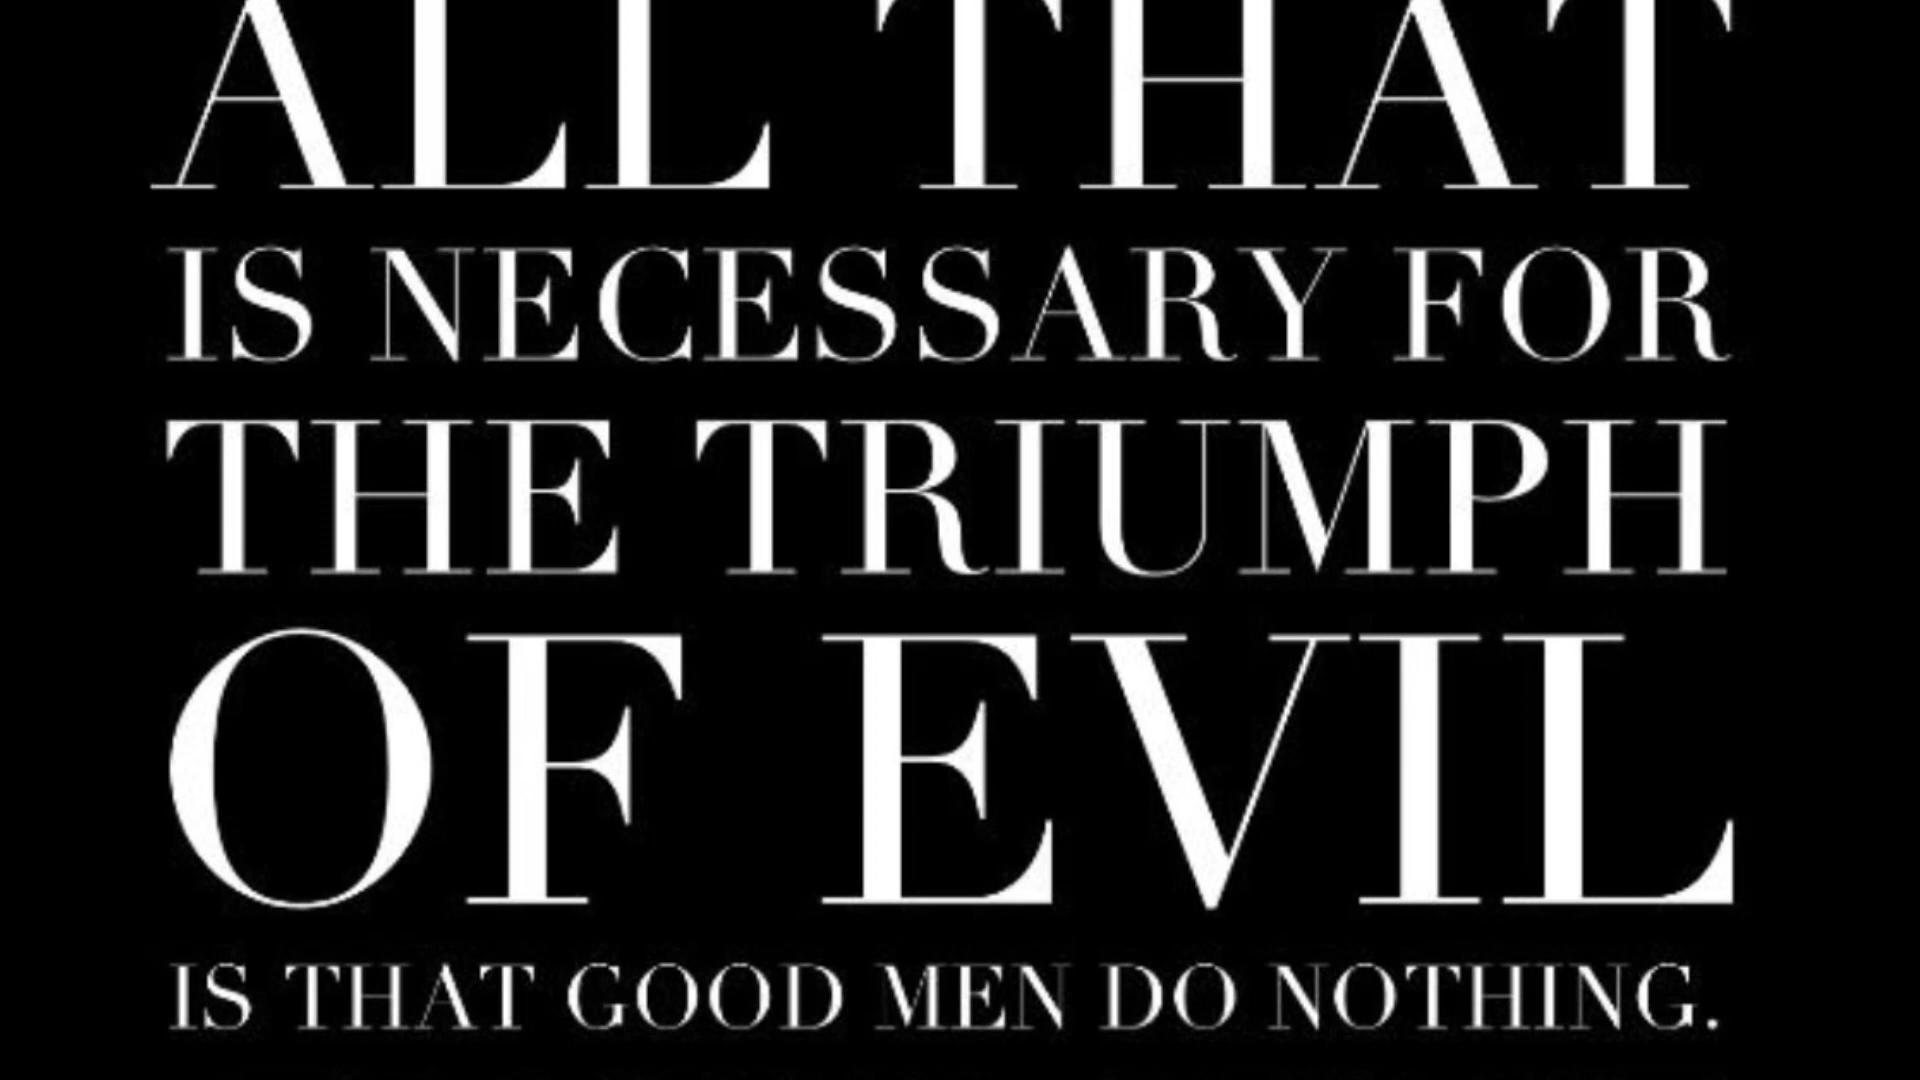 ALL THAT
IS NECESSARY FOR
THE TRIUMPH
OF EVIL
IS THAT GOOD MEN DO NOTHING.